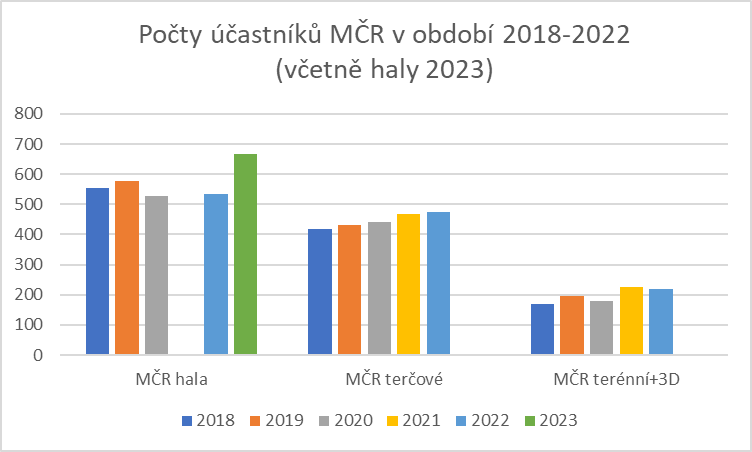 Počty účastníků MČR v období 2018-2022
(včetně haly 2023)
800
700
600
500
400
300
200
100
0
MČR hala MČR terčové MČR terénní+3D
2018 2019 2020 2021 2022 2023